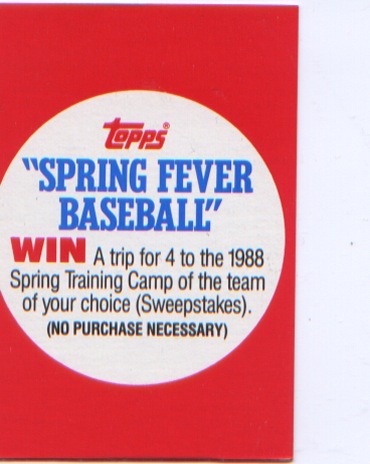 Topps®
"SPRING FEVER
BASEBALL"
WIN A trip for 4 to the 1988
Spring Training Camp of the team
of your choice (Sweepstakes).
(NO PURCHASE NECESSARY)